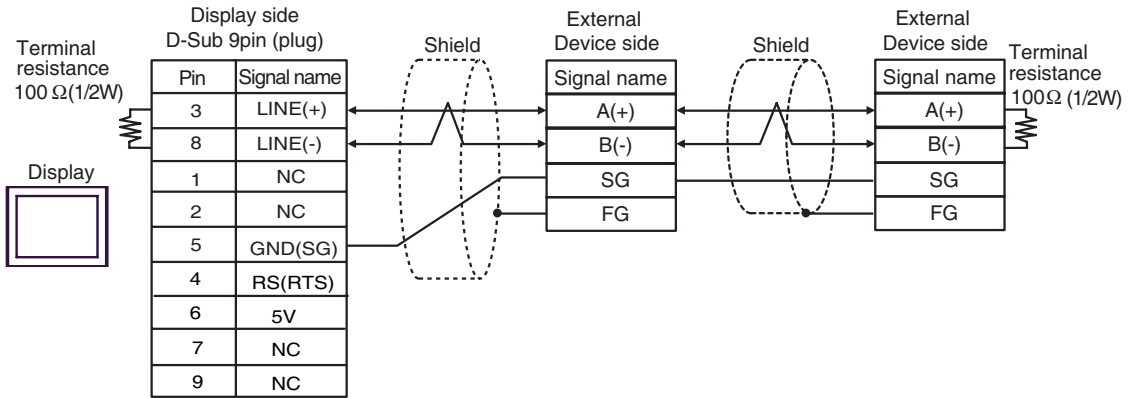 Display side
D-Sub 9pin (plug)
Terminal
resistance
100 Ω(1/2W)
Display
Pin Signal name
3 LINE(+)
8 LINE(-)
1 NC
2 NC
5 GND(SG)
4 RS(RTS)
6 5V
7 NC
9 NC
Shield
External
Device side
Signal name
A(+)
B(-)
SG
FG
Shield
External
Device side
Signal name
A(+)
B(-)
SG
FG
Terminal
resistance
100Ω (1/2W)